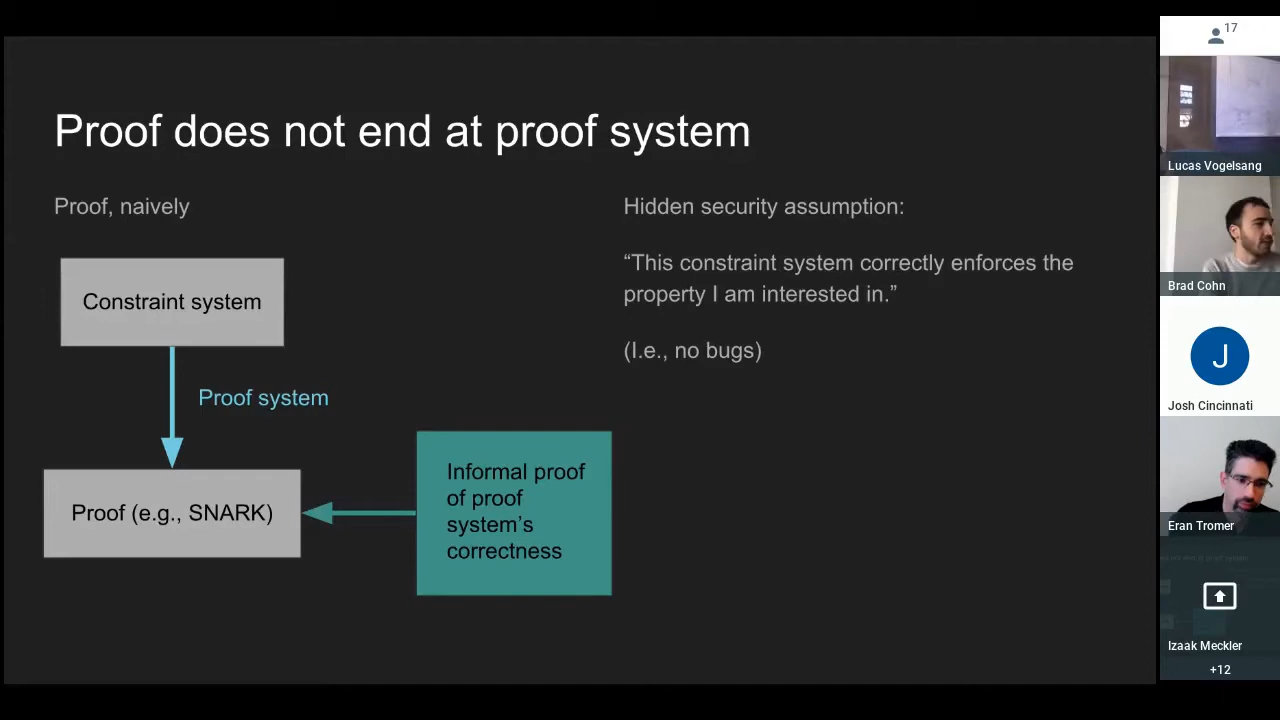 Proof does not end at proof system
Proof, naively
Constraint system
Proof system
Proof (e.g., SNARK)
Informal proof
of proof
system’s
correctness
Hidden security assumption:
“This constraint system correctly enforces the
property I am interested in.”
(I.e., no bugs)
17
Lucas Vogelsang
Brad Cohn
J
Josh Cincinnati
Eran Tromer
Izaak Meckler
+12